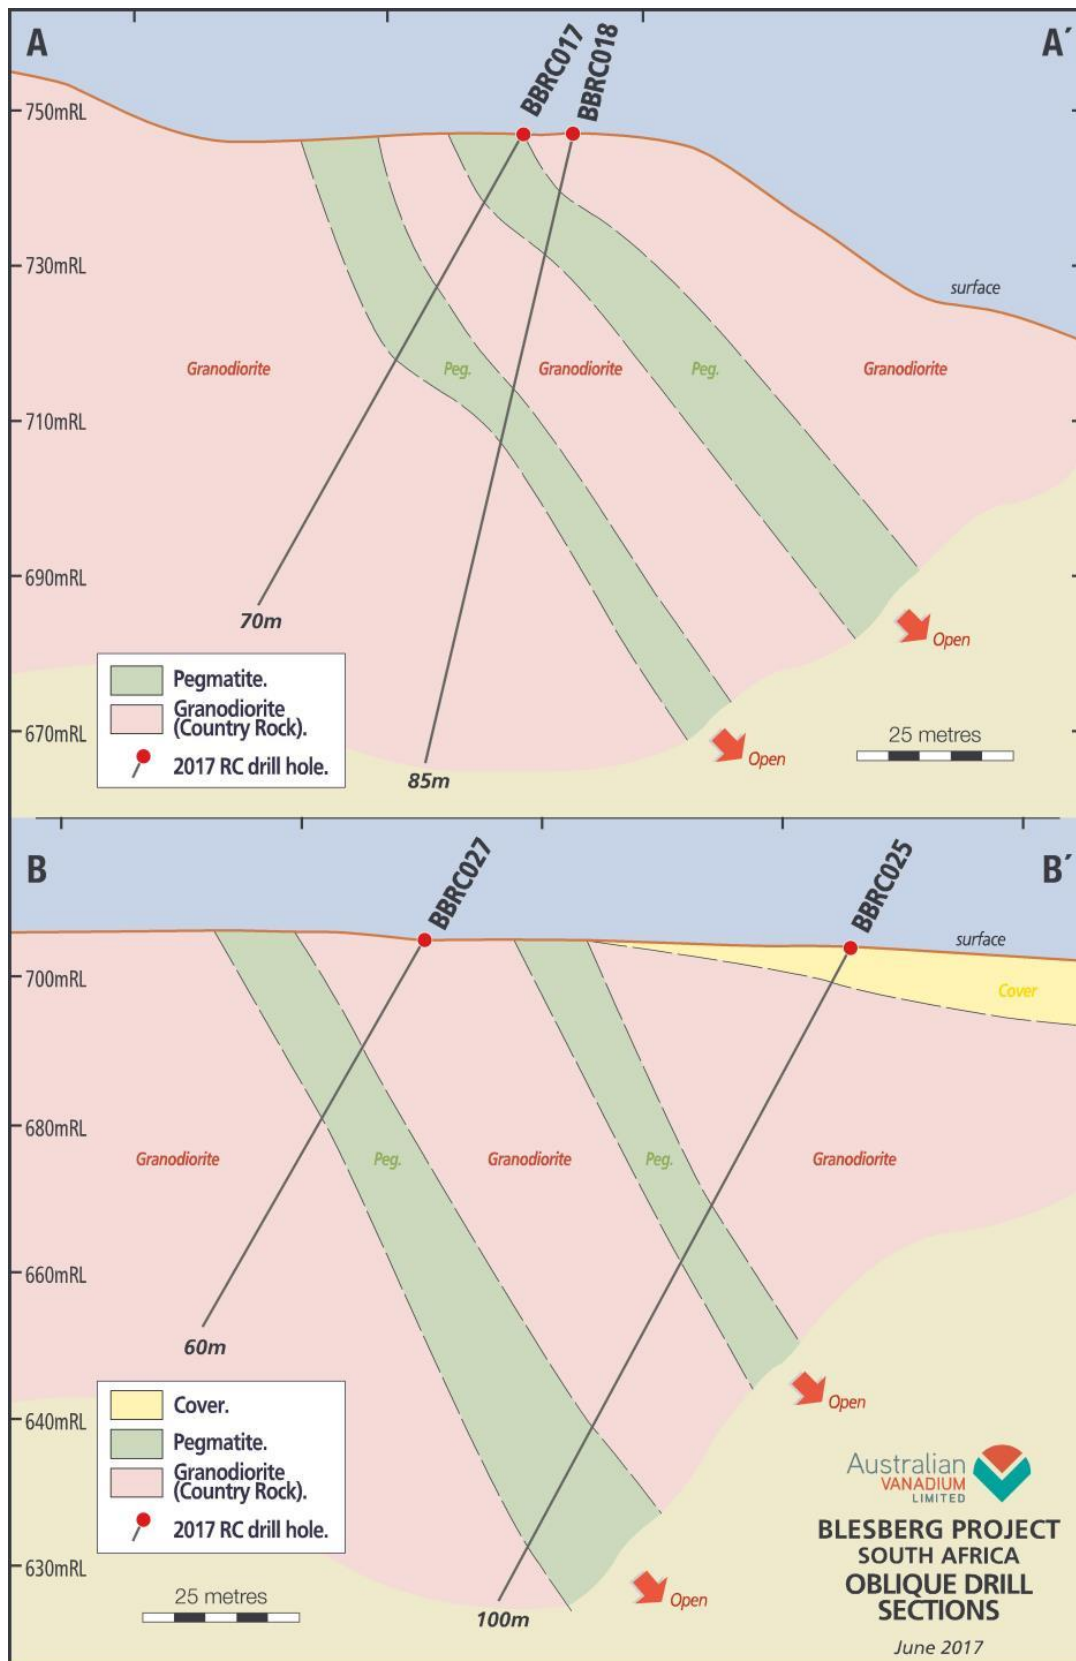 A
A′
BBRC017
BBRC018
750mRL
730mRL
710mRL
690mRL
670mRL
surface
Granodiorite
Peg.
Granodiorite
Peg.
Granodiorite
70m
85m
Open
Open
Pegmatite.
Granodiorite
(Country Rock).
2017 RC drill hole.
25 metres
B
B′
BBRC027
BBRC025
700mRL
680mRL
660mRL
640mRL
630mRL
surface
Cover
Granodiorite
Peg.
Granodiorite
Peg.
Granodiorite
60m
100m
Open
Open
Cover.
Pegmatite.
Granodiorite
(Country Rock).
2017 RC drill hole.
25 metres
Australian
VANADIUM
LIMITED
BLESBERG PROJECT
SOUTH AFRICA
OBLIQUE DRILL
SECTIONS
June 2017